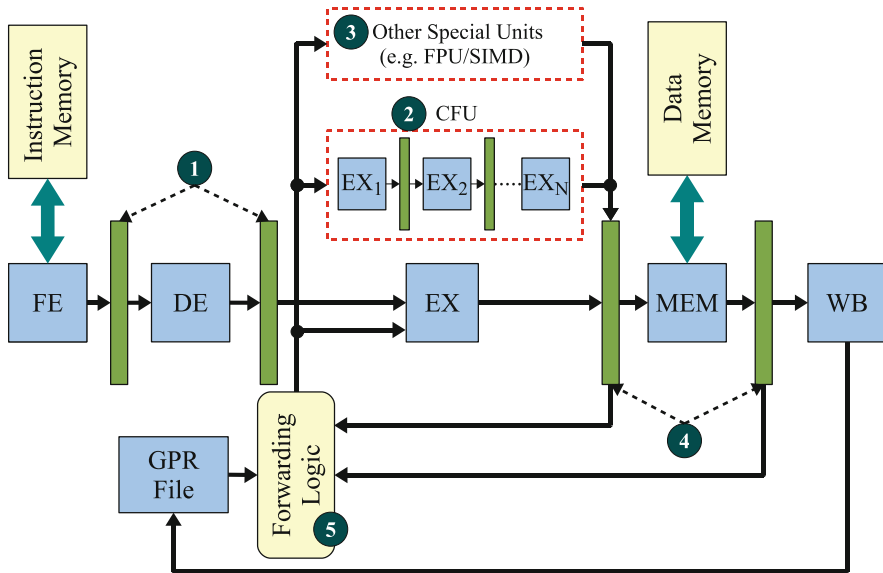 3 Other Special Units
(e.g. FPU/SIMD)
Instruction
Memory
Data
Memory
2 CFU
1
EX1
EX2
EXN
FE
DE
EX
MEM
WB
4
GPR
File
Forwarding
Logic
5